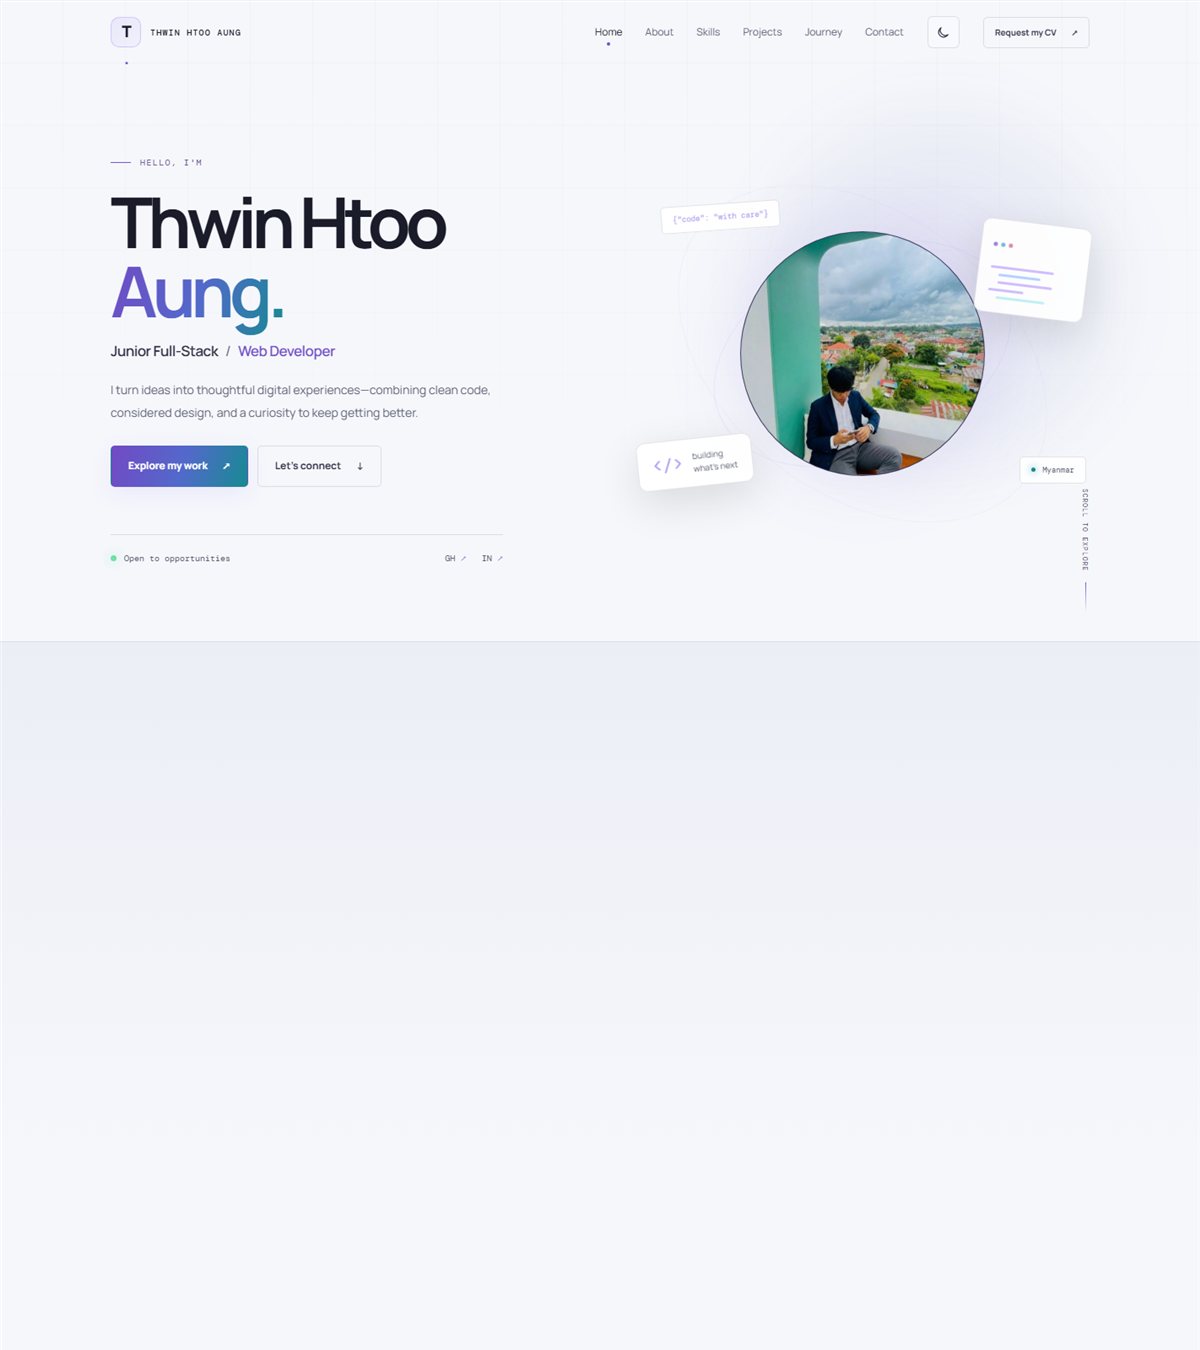 T THWIN HTOO AUNG
Home About Skills Projects Journey Contact Request my CV ↗
HELLO, I'M
Thwin Htoo
Aung.
Junior Full-Stack / Web Developer
I turn ideas into thoughtful digital experiences—combining clean code,
considered design, and a curiosity to keep getting better.
Explore my work ↗ Let's connect ↓
Open to opportunities GH ↗ IN ↗
{"code": "with care"}
</> building
what's next
Myanmar
SCROLL TO EXPLORE